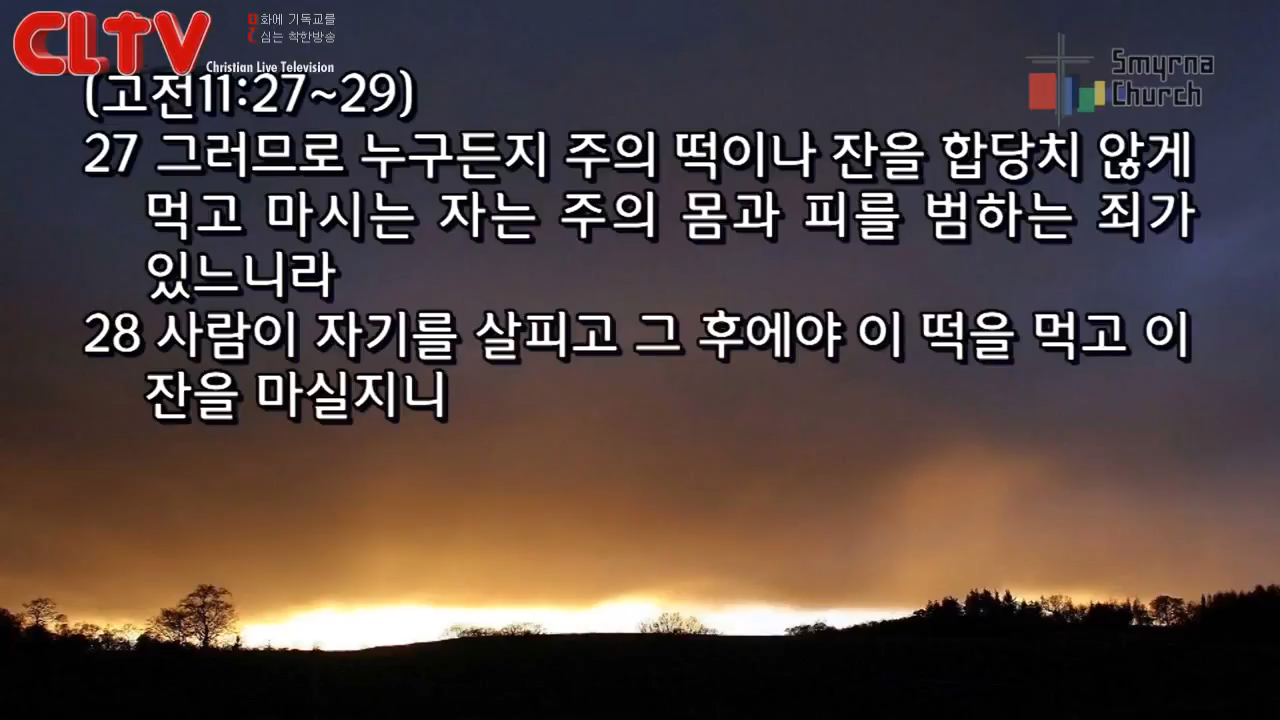 CLTV
문화에 기독교를
심는 착한방송
Christian Live Television
Smyrna
Church
(고전11:27~29)
27 그러므로 누구든지 주의 떡이나 잔을 합당치 않게
먹고 마시는 자는 주의 몸과 피를 범하는 죄가
있느니라
28 사람이 자기를 살피고 그 후에야 이 떡을 먹고 이
잔을 마실지니